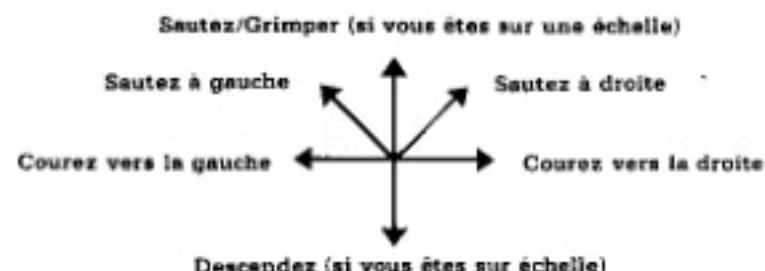 Sautez/Grimper (si vous êtes sur une échelle)
Sautez à gauche
Sautez à droite
Courez vers la gauche
Courez vers la droite
Descendez (si vous êtes sur échelle)